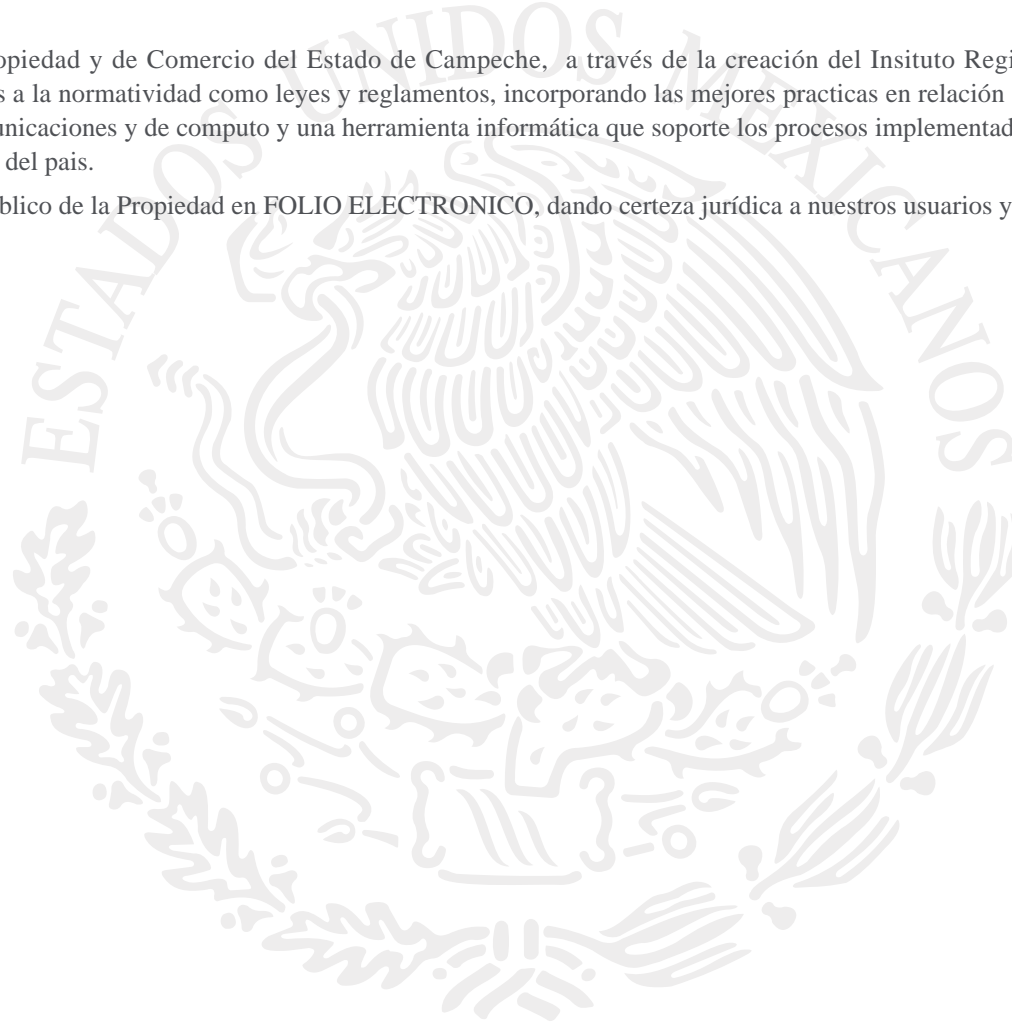 opiedad y de Comercio del Estado de Campeche, a través de la creación del Insituto Regi
s a la normatividad como leyes y reglamentos, incorporando las mejores practicas en relación
unicaciones y de computo y una herramienta informática que soporte los procesos implementad
del pais.
blico de la Propiedad en FOLIO ELECTRONICO, dando certeza jurídica a nuestros usuarios y
ESTADOS UNIDOS MEXICANOS